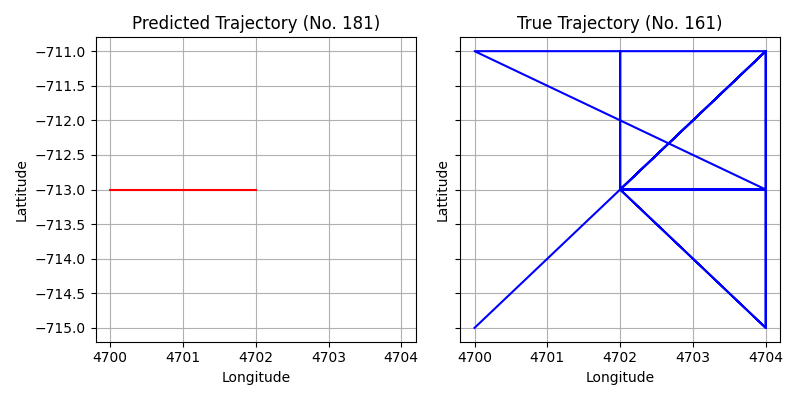 Predicted Trajectory (No. 181)
True Trajectory (No. 161)
Lattitude
−711.0
−711.5
−712.0
−712.5
−713.0
−713.5
−714.0
−714.5
−715.0
4700 4701 4702 4703 4704
Longitude
Lattitude
4700 4701 4702 4703 4704
Longitude